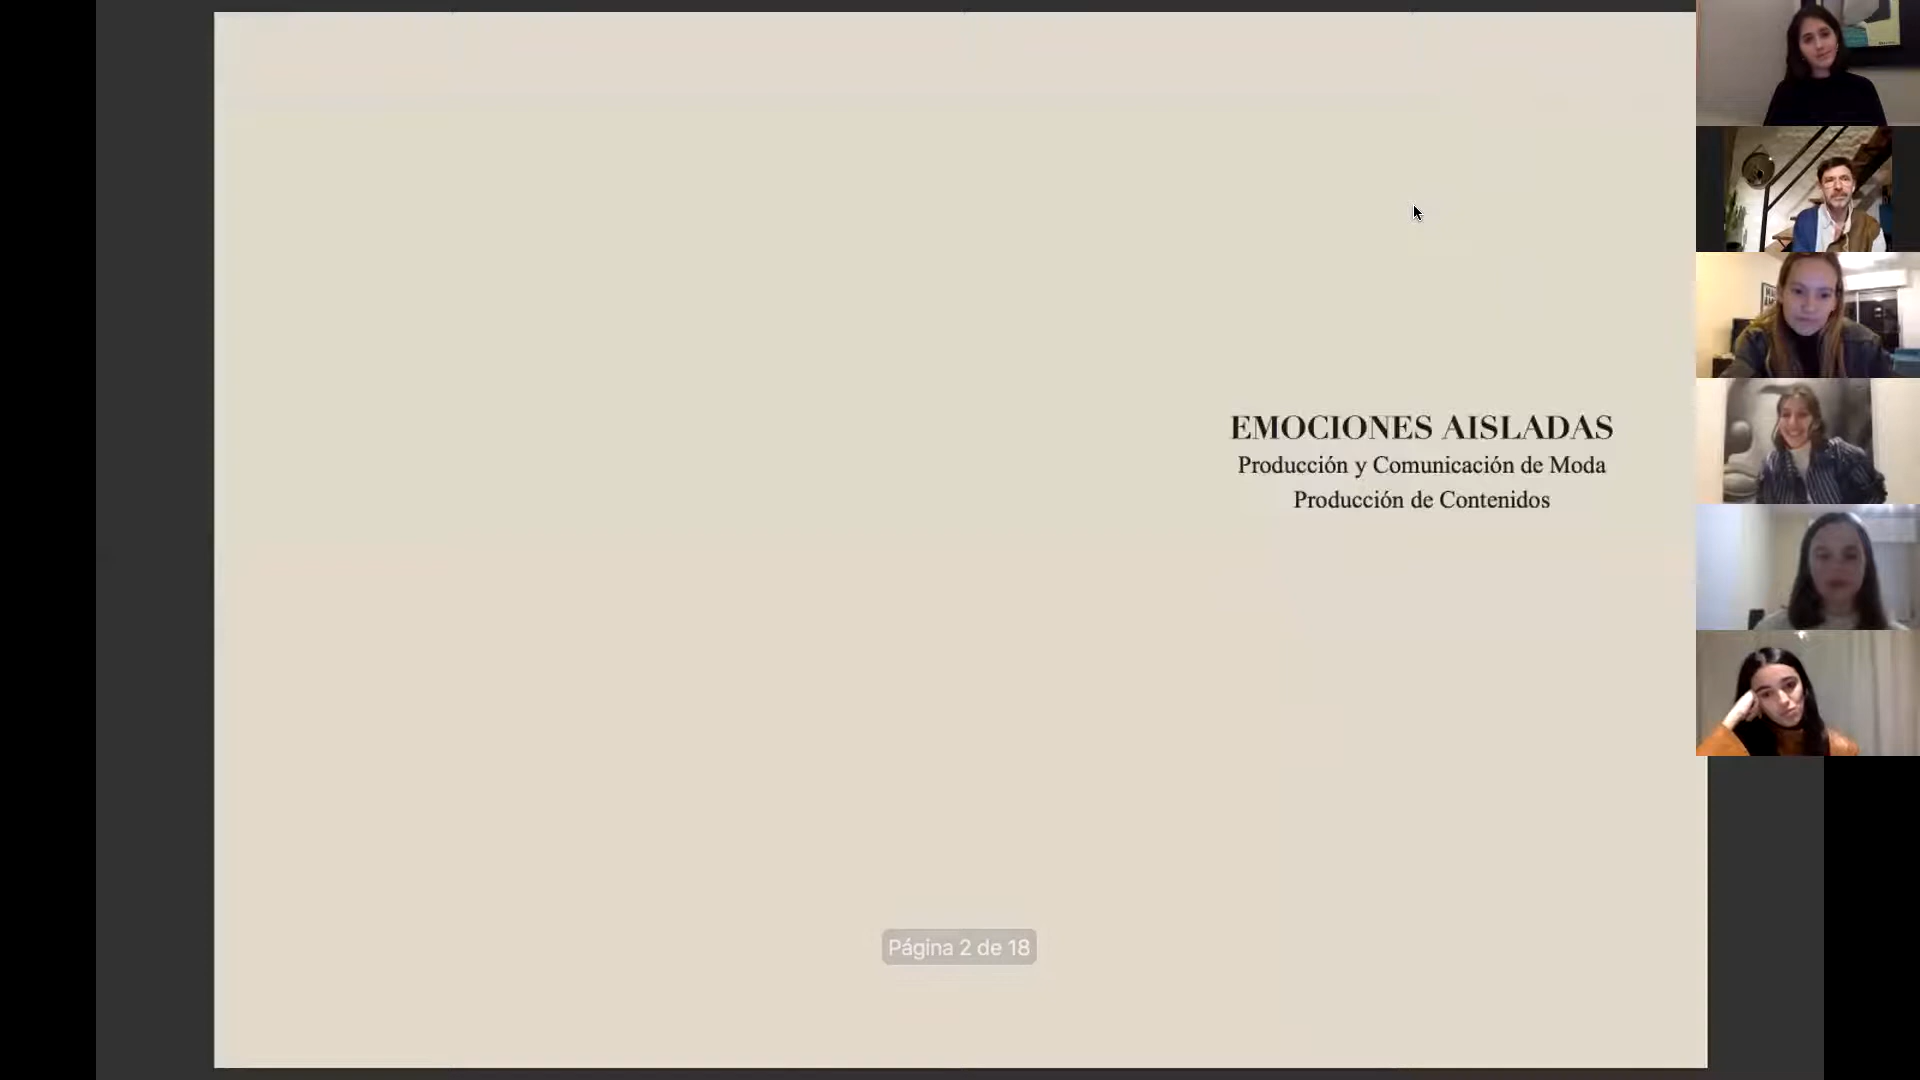 EMOCIONES AISLADAS
Producción y Comunicación de Moda
Producción de Contenidos
Página 2 de 18